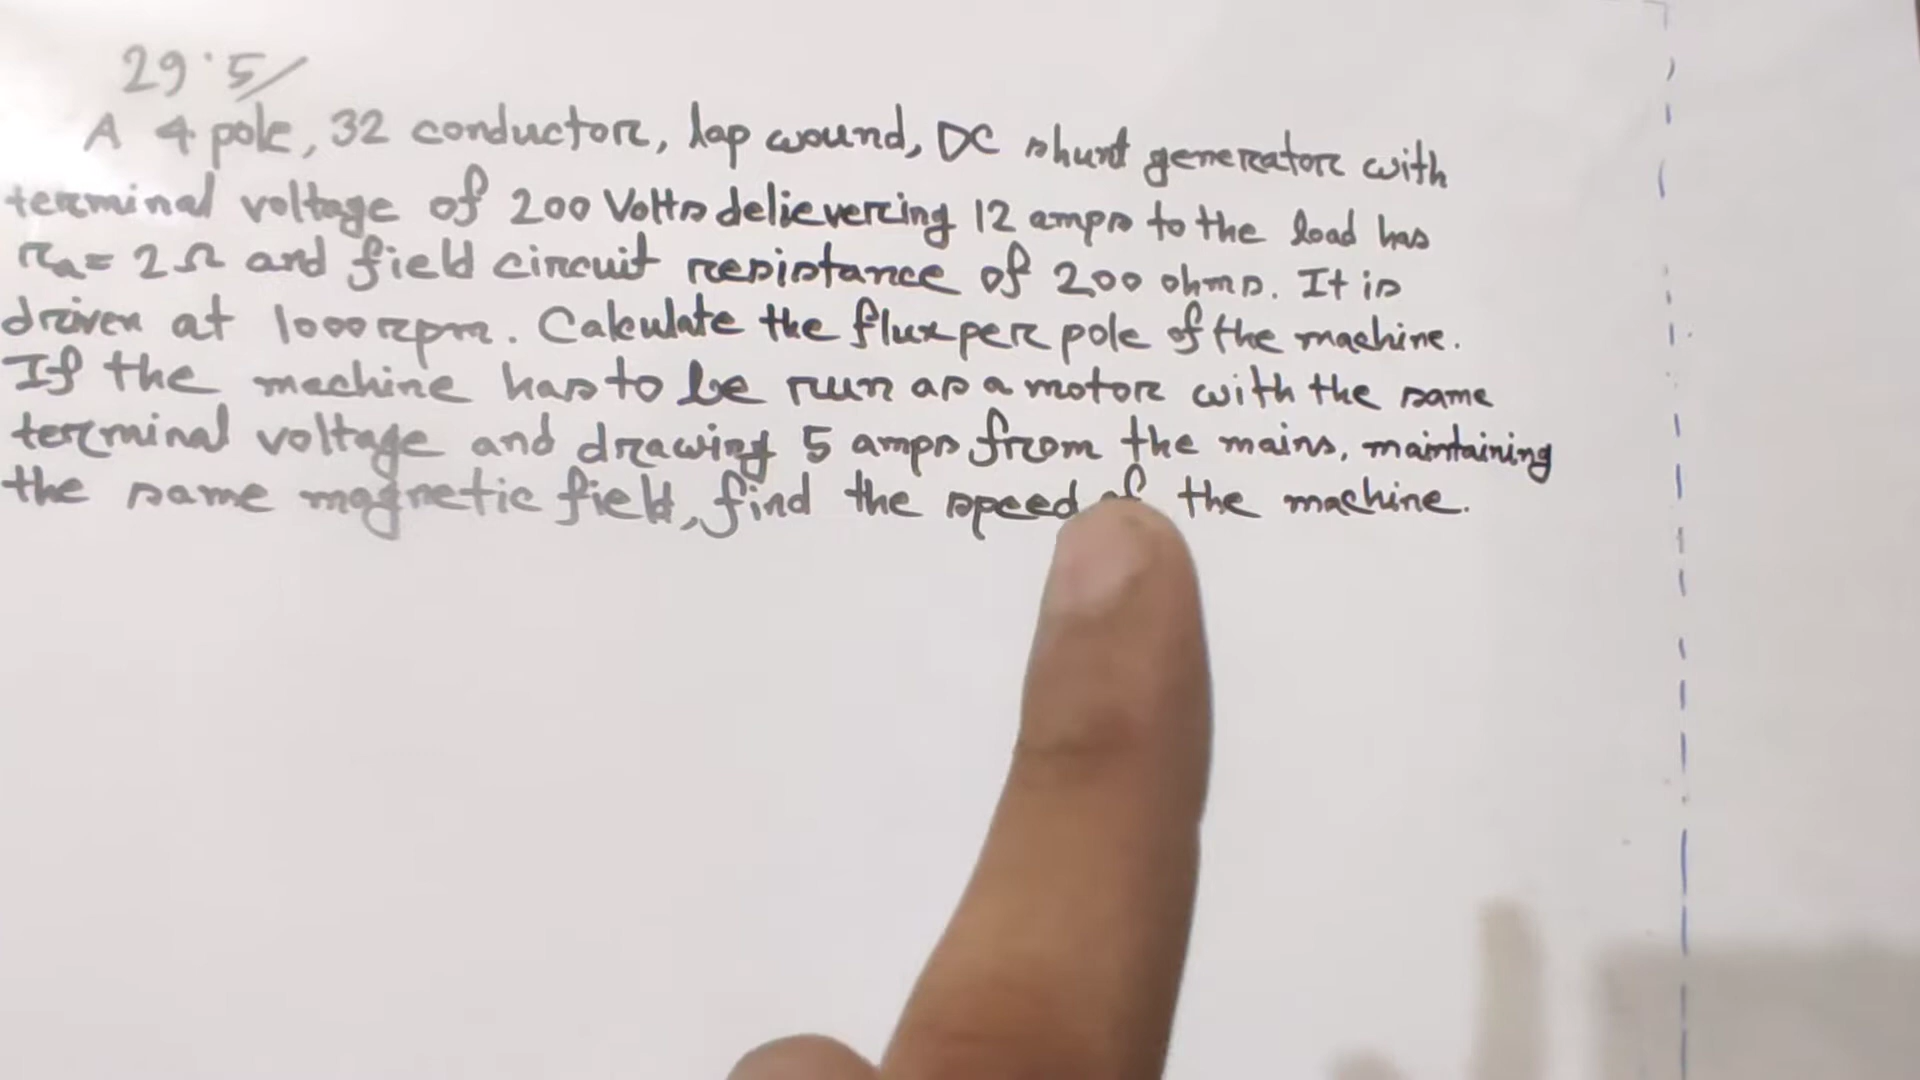 29.5/
A 4 pole, 32 conductor, lap wound, DC shunt generator with
terminal voltage of 200 Volts delievering 12 amps to the load has
ra = 2Ω and field circuit resistance of 200 ohms. It is
driven at 1000 rpm. Calculate the flux per pole of the machine.
If the machine has to be run as a motor with the same
terminal voltage and drawing 5 amps from the mains, maintaining
the same magnetic field, find the speed of the machine.